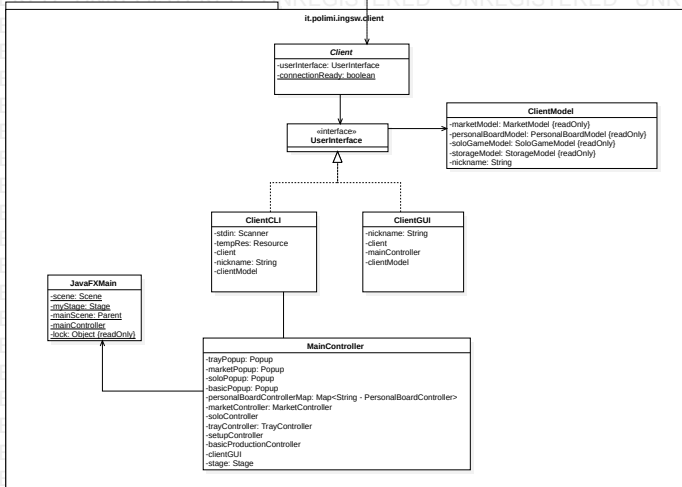 UNREGISTERED UNREGISTERED UN
it.polimi.ingsw.client
Client
-userInterface: UserInterface
-connectionReady: boolean
«interface»
UserInterface
ClientModel
-marketModel: MarketModel {readOnly}
-personalBoardModel: PersonalBoardModel {readOnly}
-soloGameModel: SoloGameModel {readOnly}
-storageModel: StorageModel {readOnly}
-nickname: String
ClientCLI
-stdin: Scanner
-tempRes: Resource
-client
-nickname: String
-clientModel
ClientGUI
-nickname: String
-client
-mainController
-clientModel
JavaFXMain
-scene: Scene
-myStage: Stage
-mainScene: Parent
-mainController
-lock: Object {readOnly}
MainController
-trayPopup: Popup
-marketPopup: Popup
-soloPopup: Popup
-basicPopup: Popup
-personalBoardControllerMap: Map<String - PersonalBoardController>
-marketController: MarketController
-soloController
-trayController: TrayController
-setupController
-basicProductionController
-clientGUI
-stage: Stage